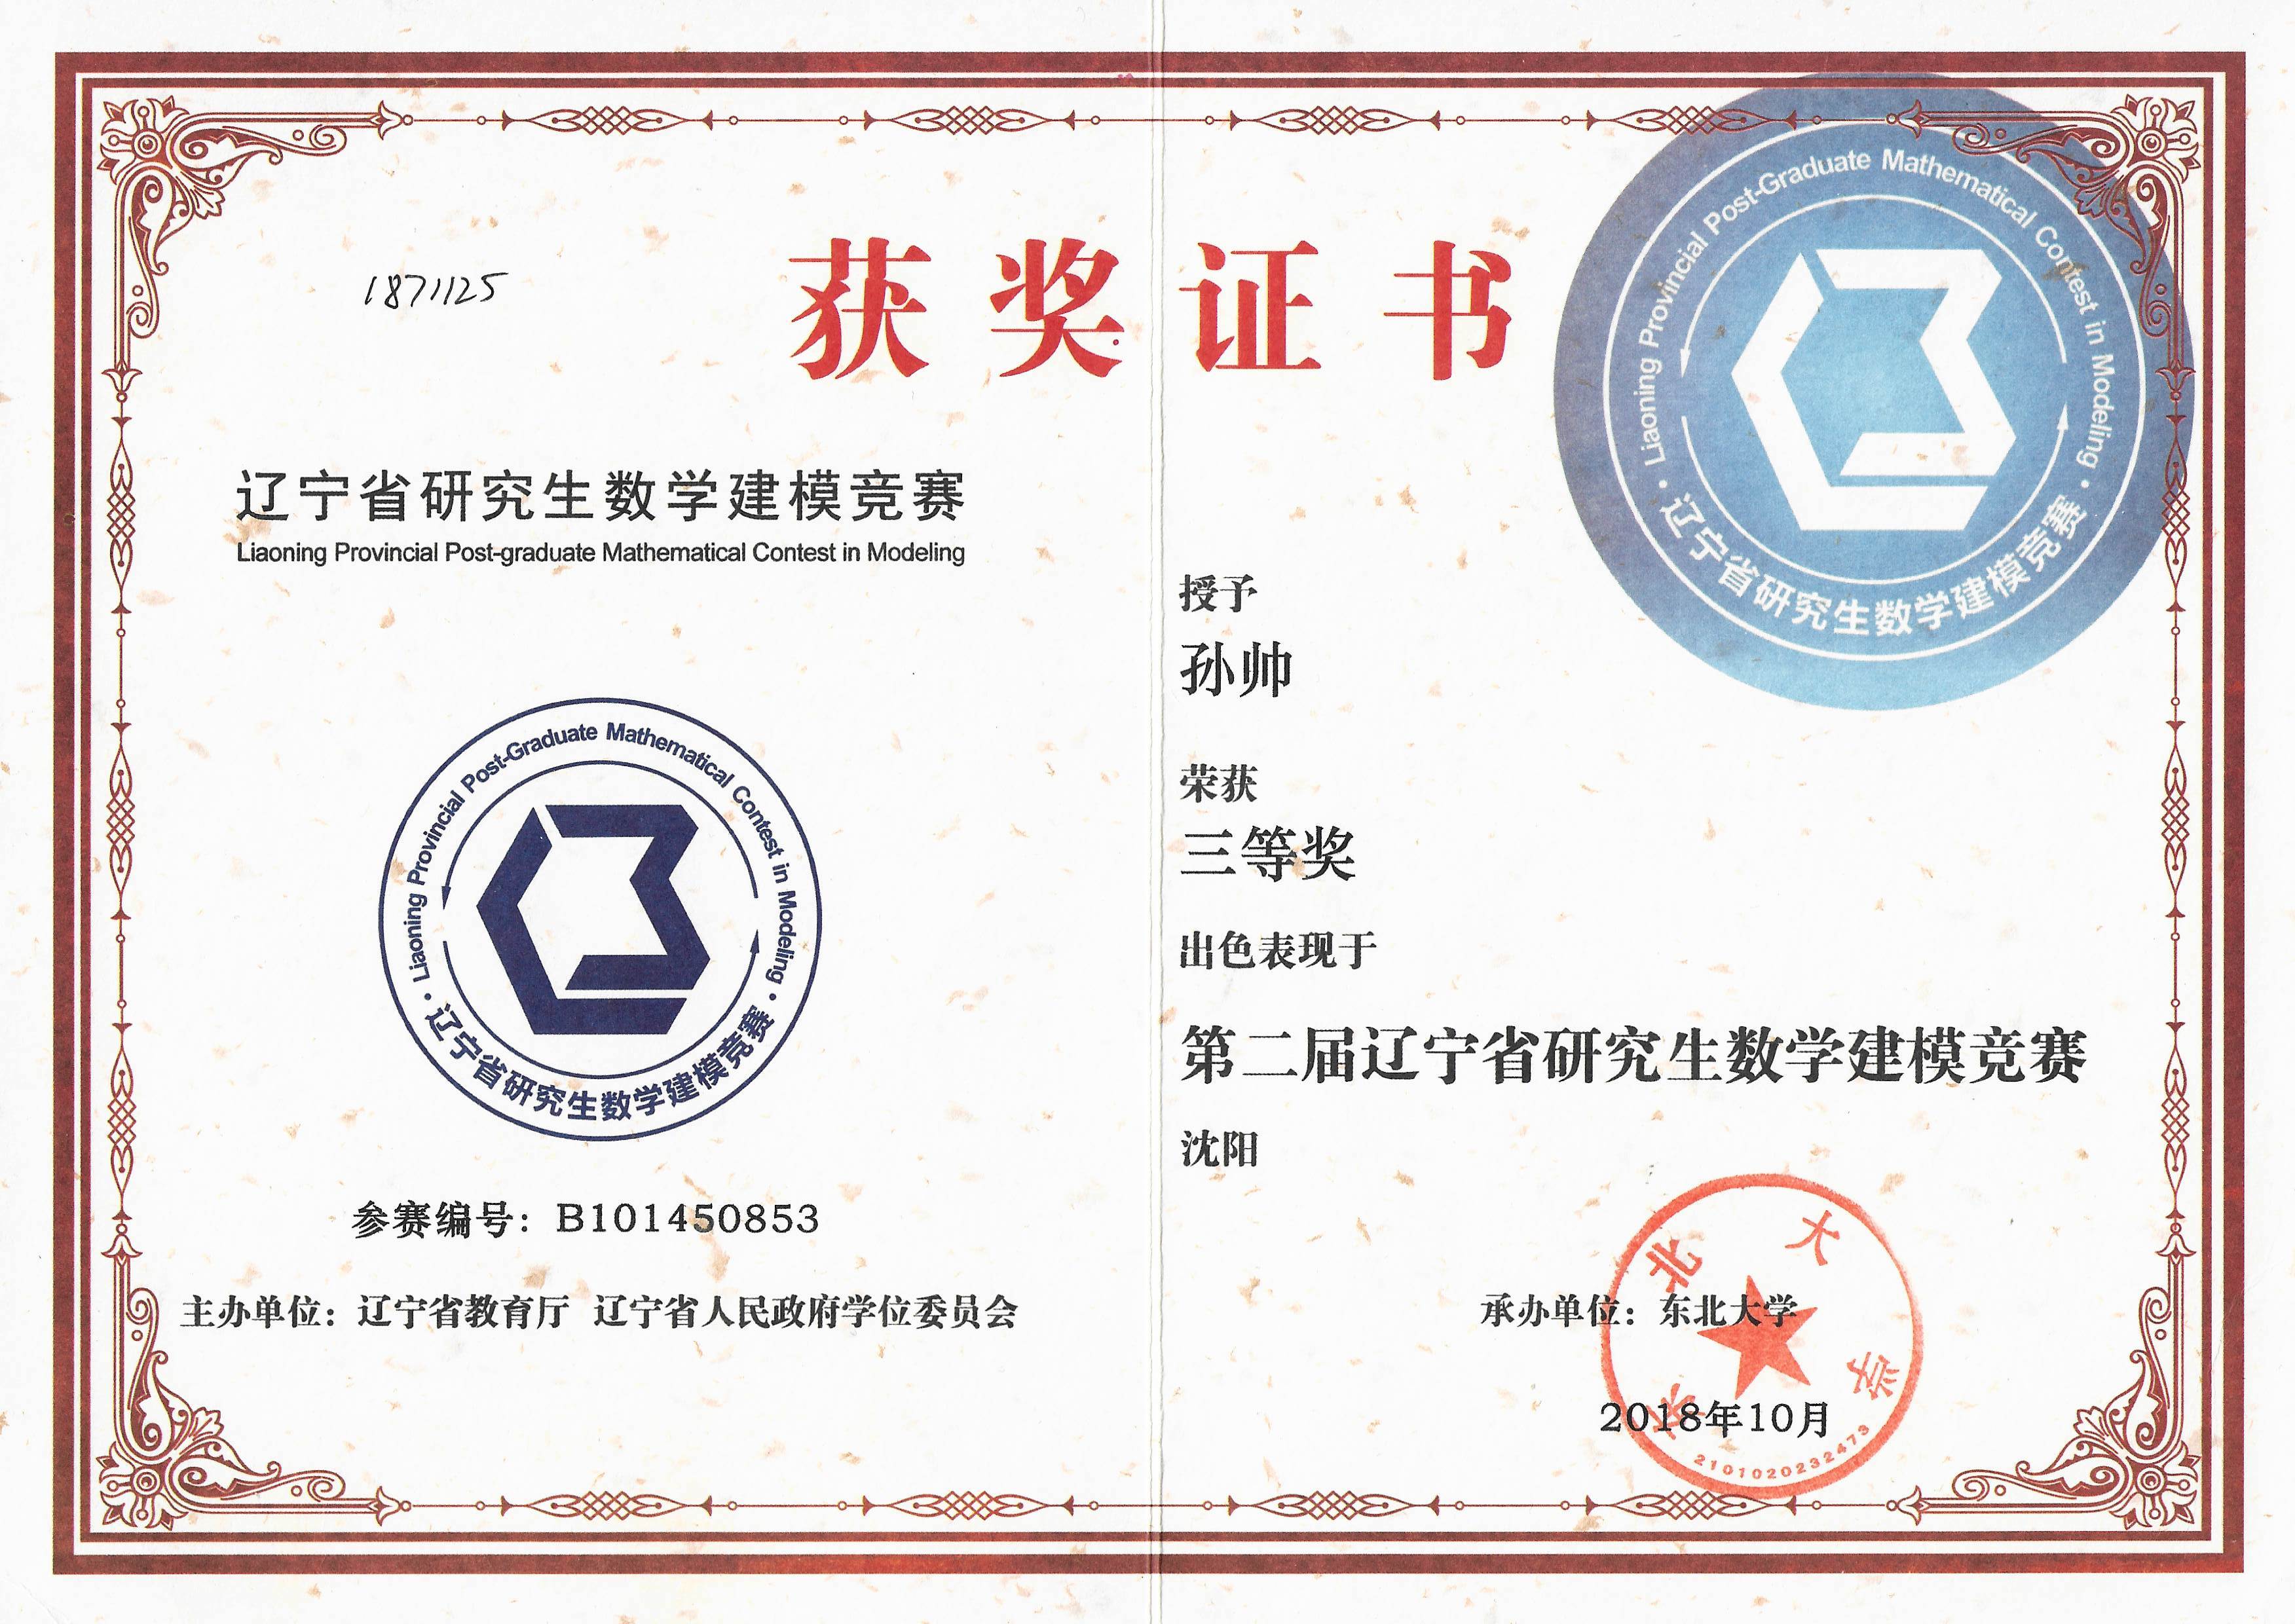 获奖证书
1871125
辽宁省研究生数学建模竞赛
Liaoning Provincial Post-graduate Mathematical Contest in Modeling
Liaoning Provincial Post-Graduate Mathematical Contest in Modeling
辽宁省研究生数学建模竞赛
参赛编号：B101450853
主办单位：辽宁省教育厅 辽宁省人民政府学位委员会
Liaoning Provincial Post-Graduate Mathematical Contest in Modeling
辽宁省研究生数学建模竞赛
授予
孙帅
荣获
三等奖
出色表现于
第二届辽宁省研究生数学建模竞赛
沈阳
承办单位：东北大学
2018年10月
东北大学
2101020232473